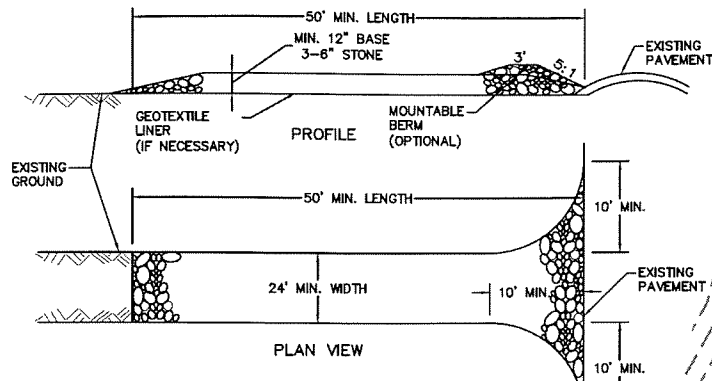 50' MIN. LENGTH
MIN. 12" BASE
3-6" STONE
3'
5:1
EXISTING
PAVEMENT
GEOTEXTILE
LINER
(IF NECESSARY)
PROFILE
MOUNTABLE
BERM
(OPTIONAL)
EXISTING
GROUND
50' MIN. LENGTH
10' MIN.
24' MIN. WIDTH
10' MIN.
EXISTING
PAVEMENT
PLAN VIEW
10' MIN.